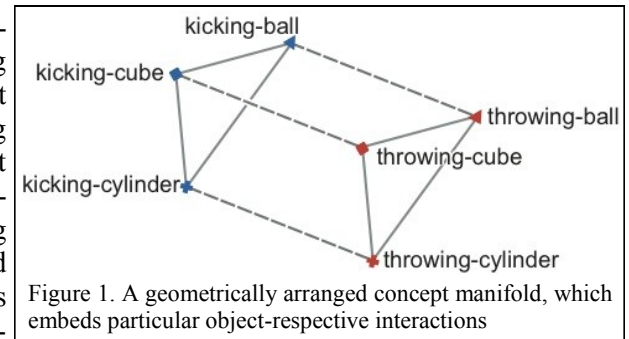 kicking-ball
kicking-cube
throwing-ball
throwing-cube
kicking-cylinder
throwing-cylinder
Figure 1. A geometrically arranged concept manifold, which
embeds particular object-respective interactions